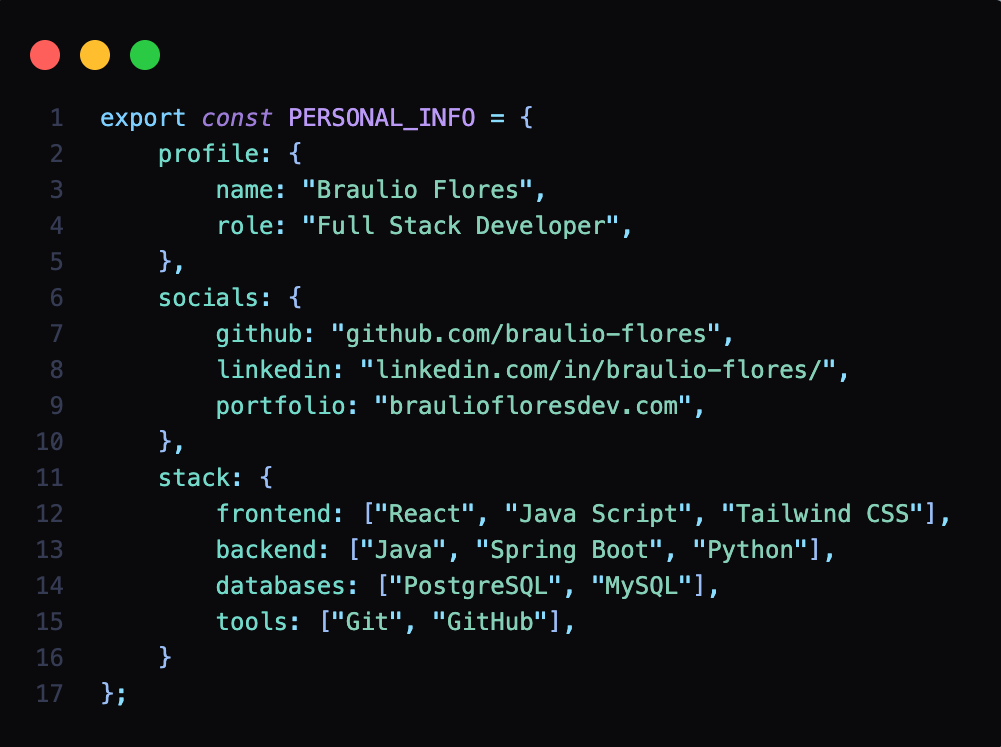 1 export const PERSONAL_INFO = {
2     profile: {
3         name: "Braulio Flores",
4         role: "Full Stack Developer",
5     },
6     socials: {
7         github: "github.com/braulio-flores",
8         linkedin: "linkedin.com/in/braulio-flores/",
9         portfolio: "brauliofloresdev.com",
10     },
11     stack: {
12         frontend: ["React", "Java Script", "Tailwind CSS"],
13         backend: ["Java", "Spring Boot", "Python"],
14         databases: ["PostgreSQL", "MySQL"],
15         tools: ["Git", "GitHub"],
16     }
17 };